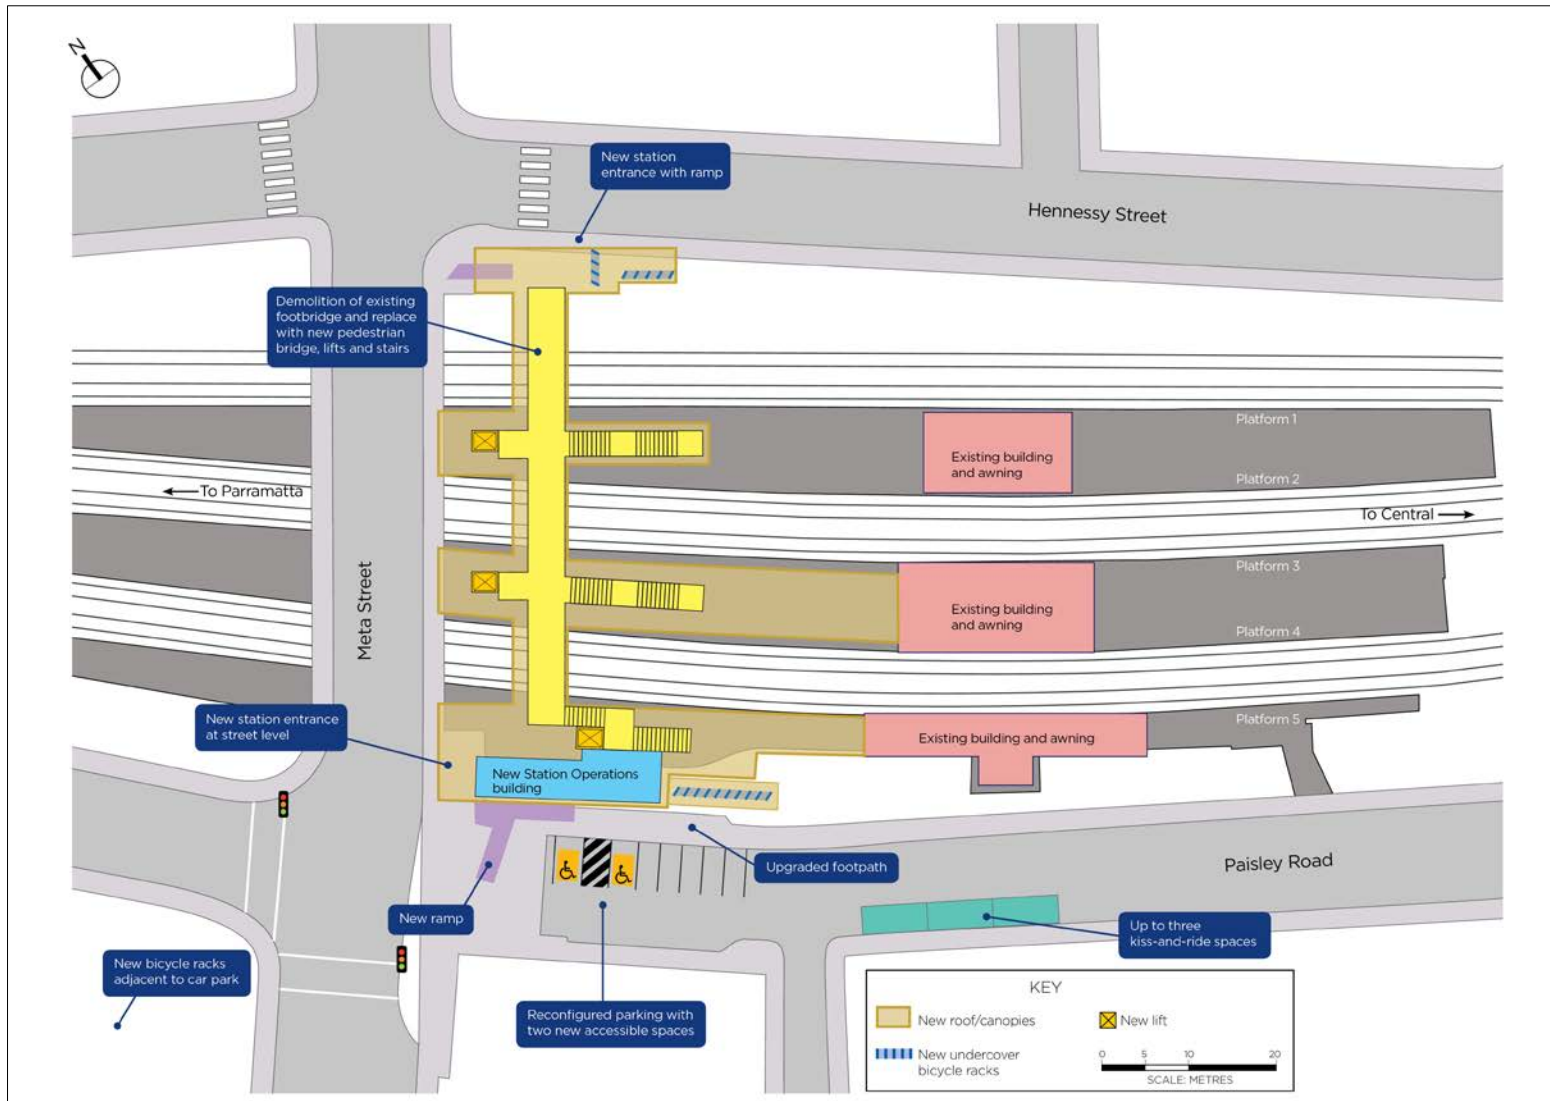 N
New station
entrance with ramp
Hennessy Street
Demolition of existing
footbridge and replace
with new pedestrian
bridge, lifts and stairs
Platform 1
Existing building
and awning
Platform 2
To Parramatta
To Central
Platform 3
Existing building
and awning
Platform 4
Meta Street
New station entrance
at street level
Platform 5
Existing building and awning
New Station Operations
building
Upgraded footpath
Paisley Road
New ramp
Up to three
kiss-and-ride spaces
New bicycle racks
adjacent to car park
Reconfigured parking with
two new accessible spaces
KEY
New roof/canopies
New lift
New undercover
bicycle racks
0 5 10 20
SCALE: METRES